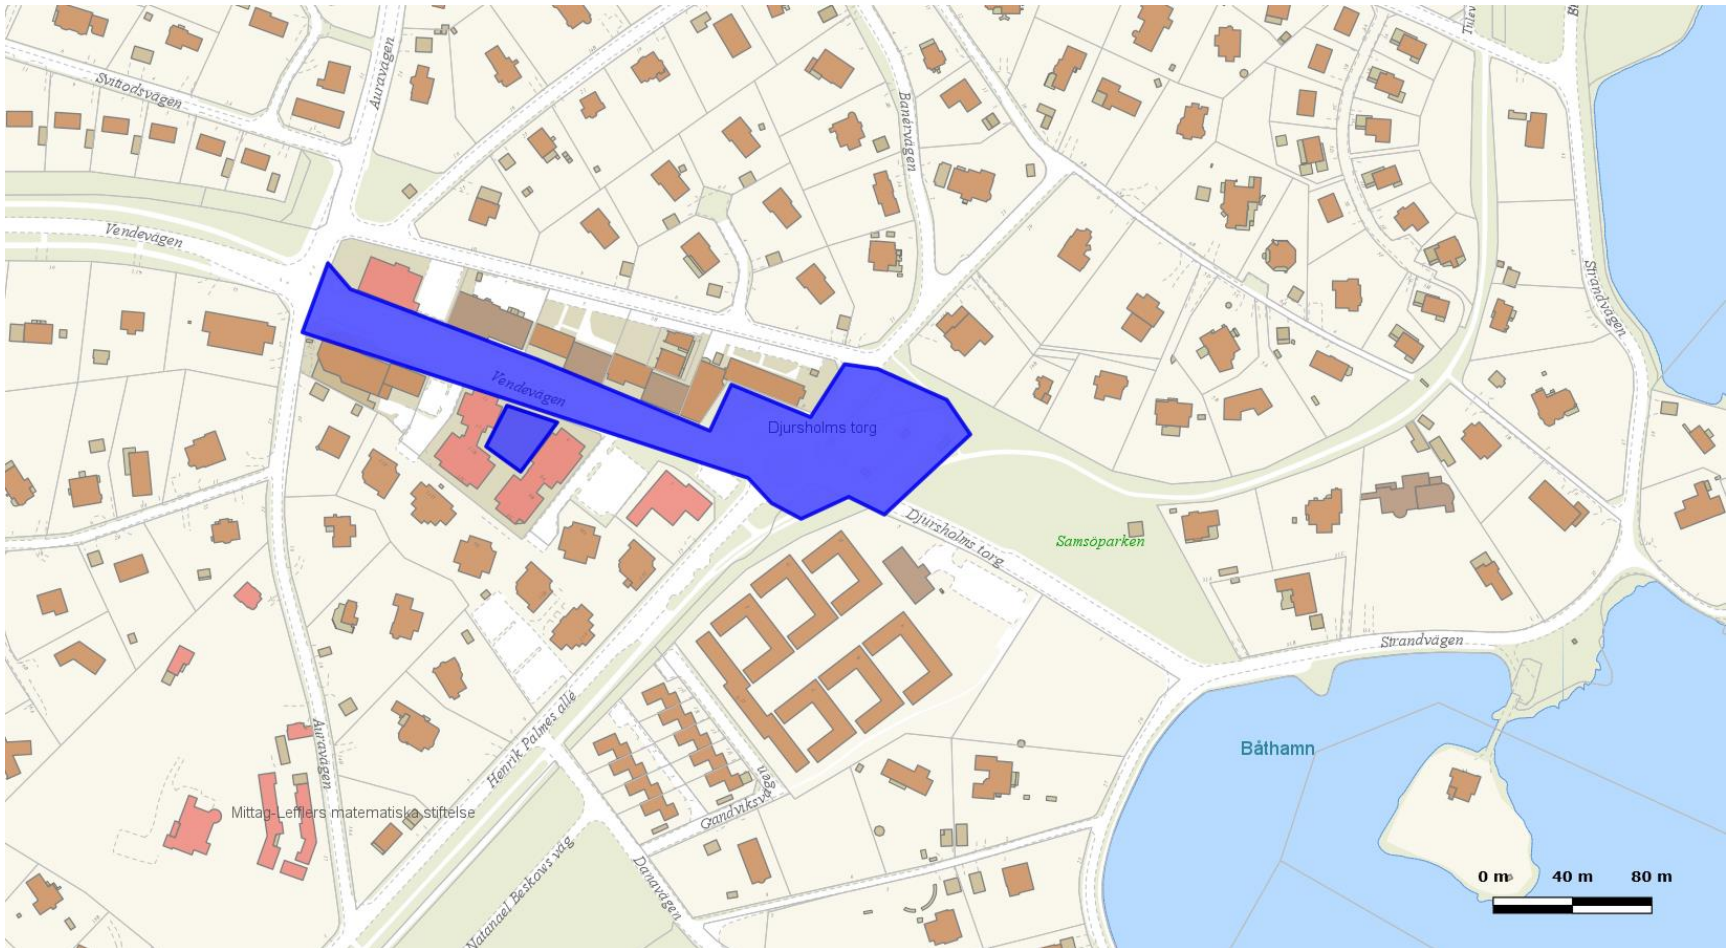 Svitiodsvägen
Auravägen
Banérvägen
Vendevägen
Strandvägen
Vendevägen
Djursholms torg
Djursholms torg
Samsöparken
Strandvägen
Henrik Palmes allé
Auravägen
Båthamn
Gandviksvägen
Mittag-Lefflers matematiska stiftelse
Natanael Beskows väg
Danavägen
0 m 40 m 80 m